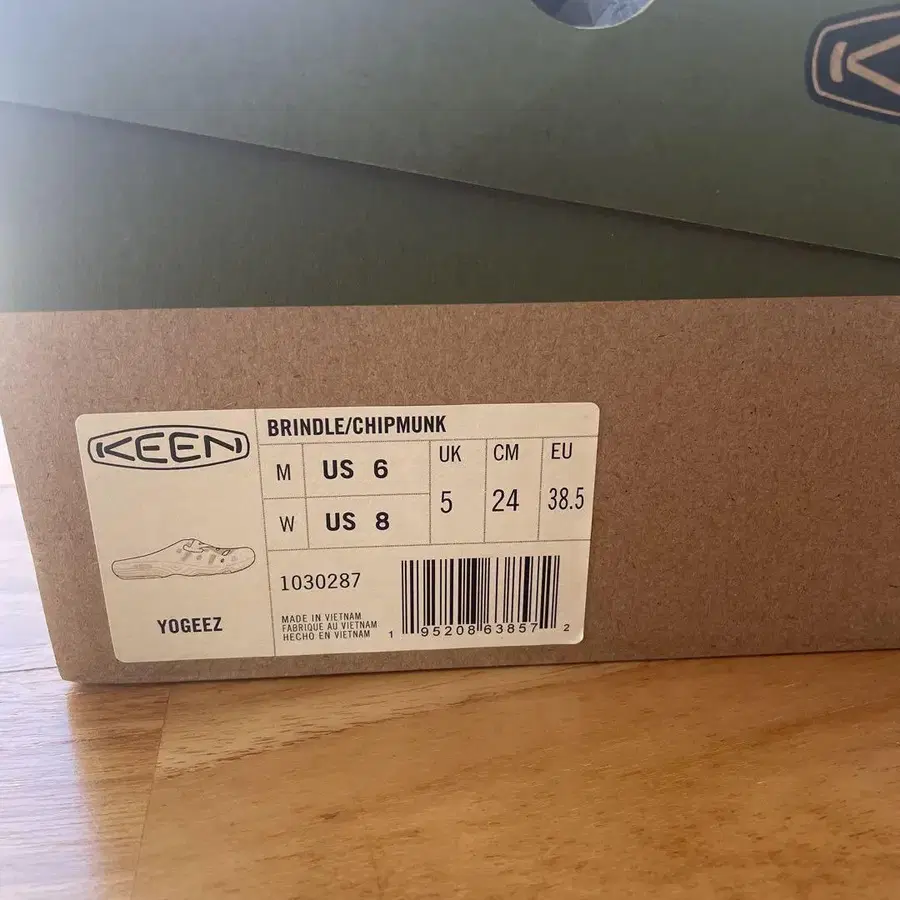 KEEN
BRINDLE/CHIPMUNK
M US 6
W US 8
UK CM EU
5 24 38.5
1030287
MADE IN VIETNAM
FABRIQUE AU VIETNAM
HECHO EN VIETNAM
1 95208 63857 2
YOGEEZ